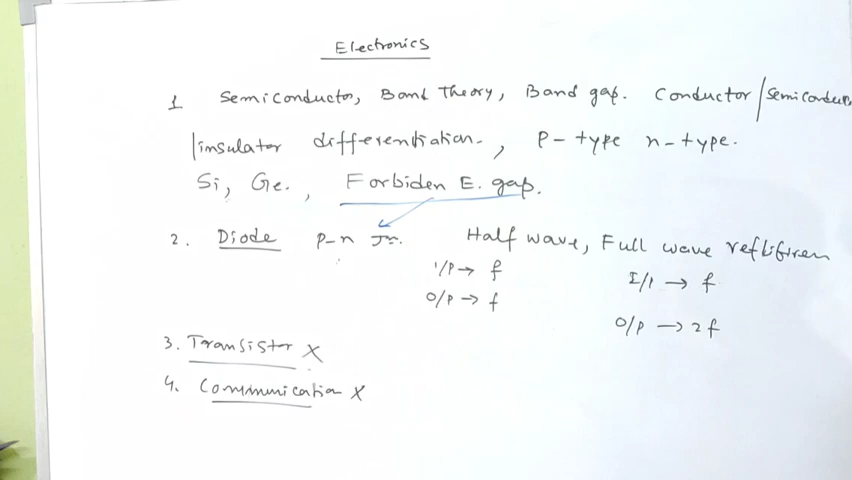 Electronics
1 Semiconductor, Band Theory, Band gap. Conductor/Semiconductor
/insulator differentiation. , P-type n-type.
Si, Ge. , Forbiden E. gap.
2. Diode P-n Jn. Half wave, Full wave
I/P → f I/P → f
O/P → f O/P → 2f
3. Transistor X
4. Communication X